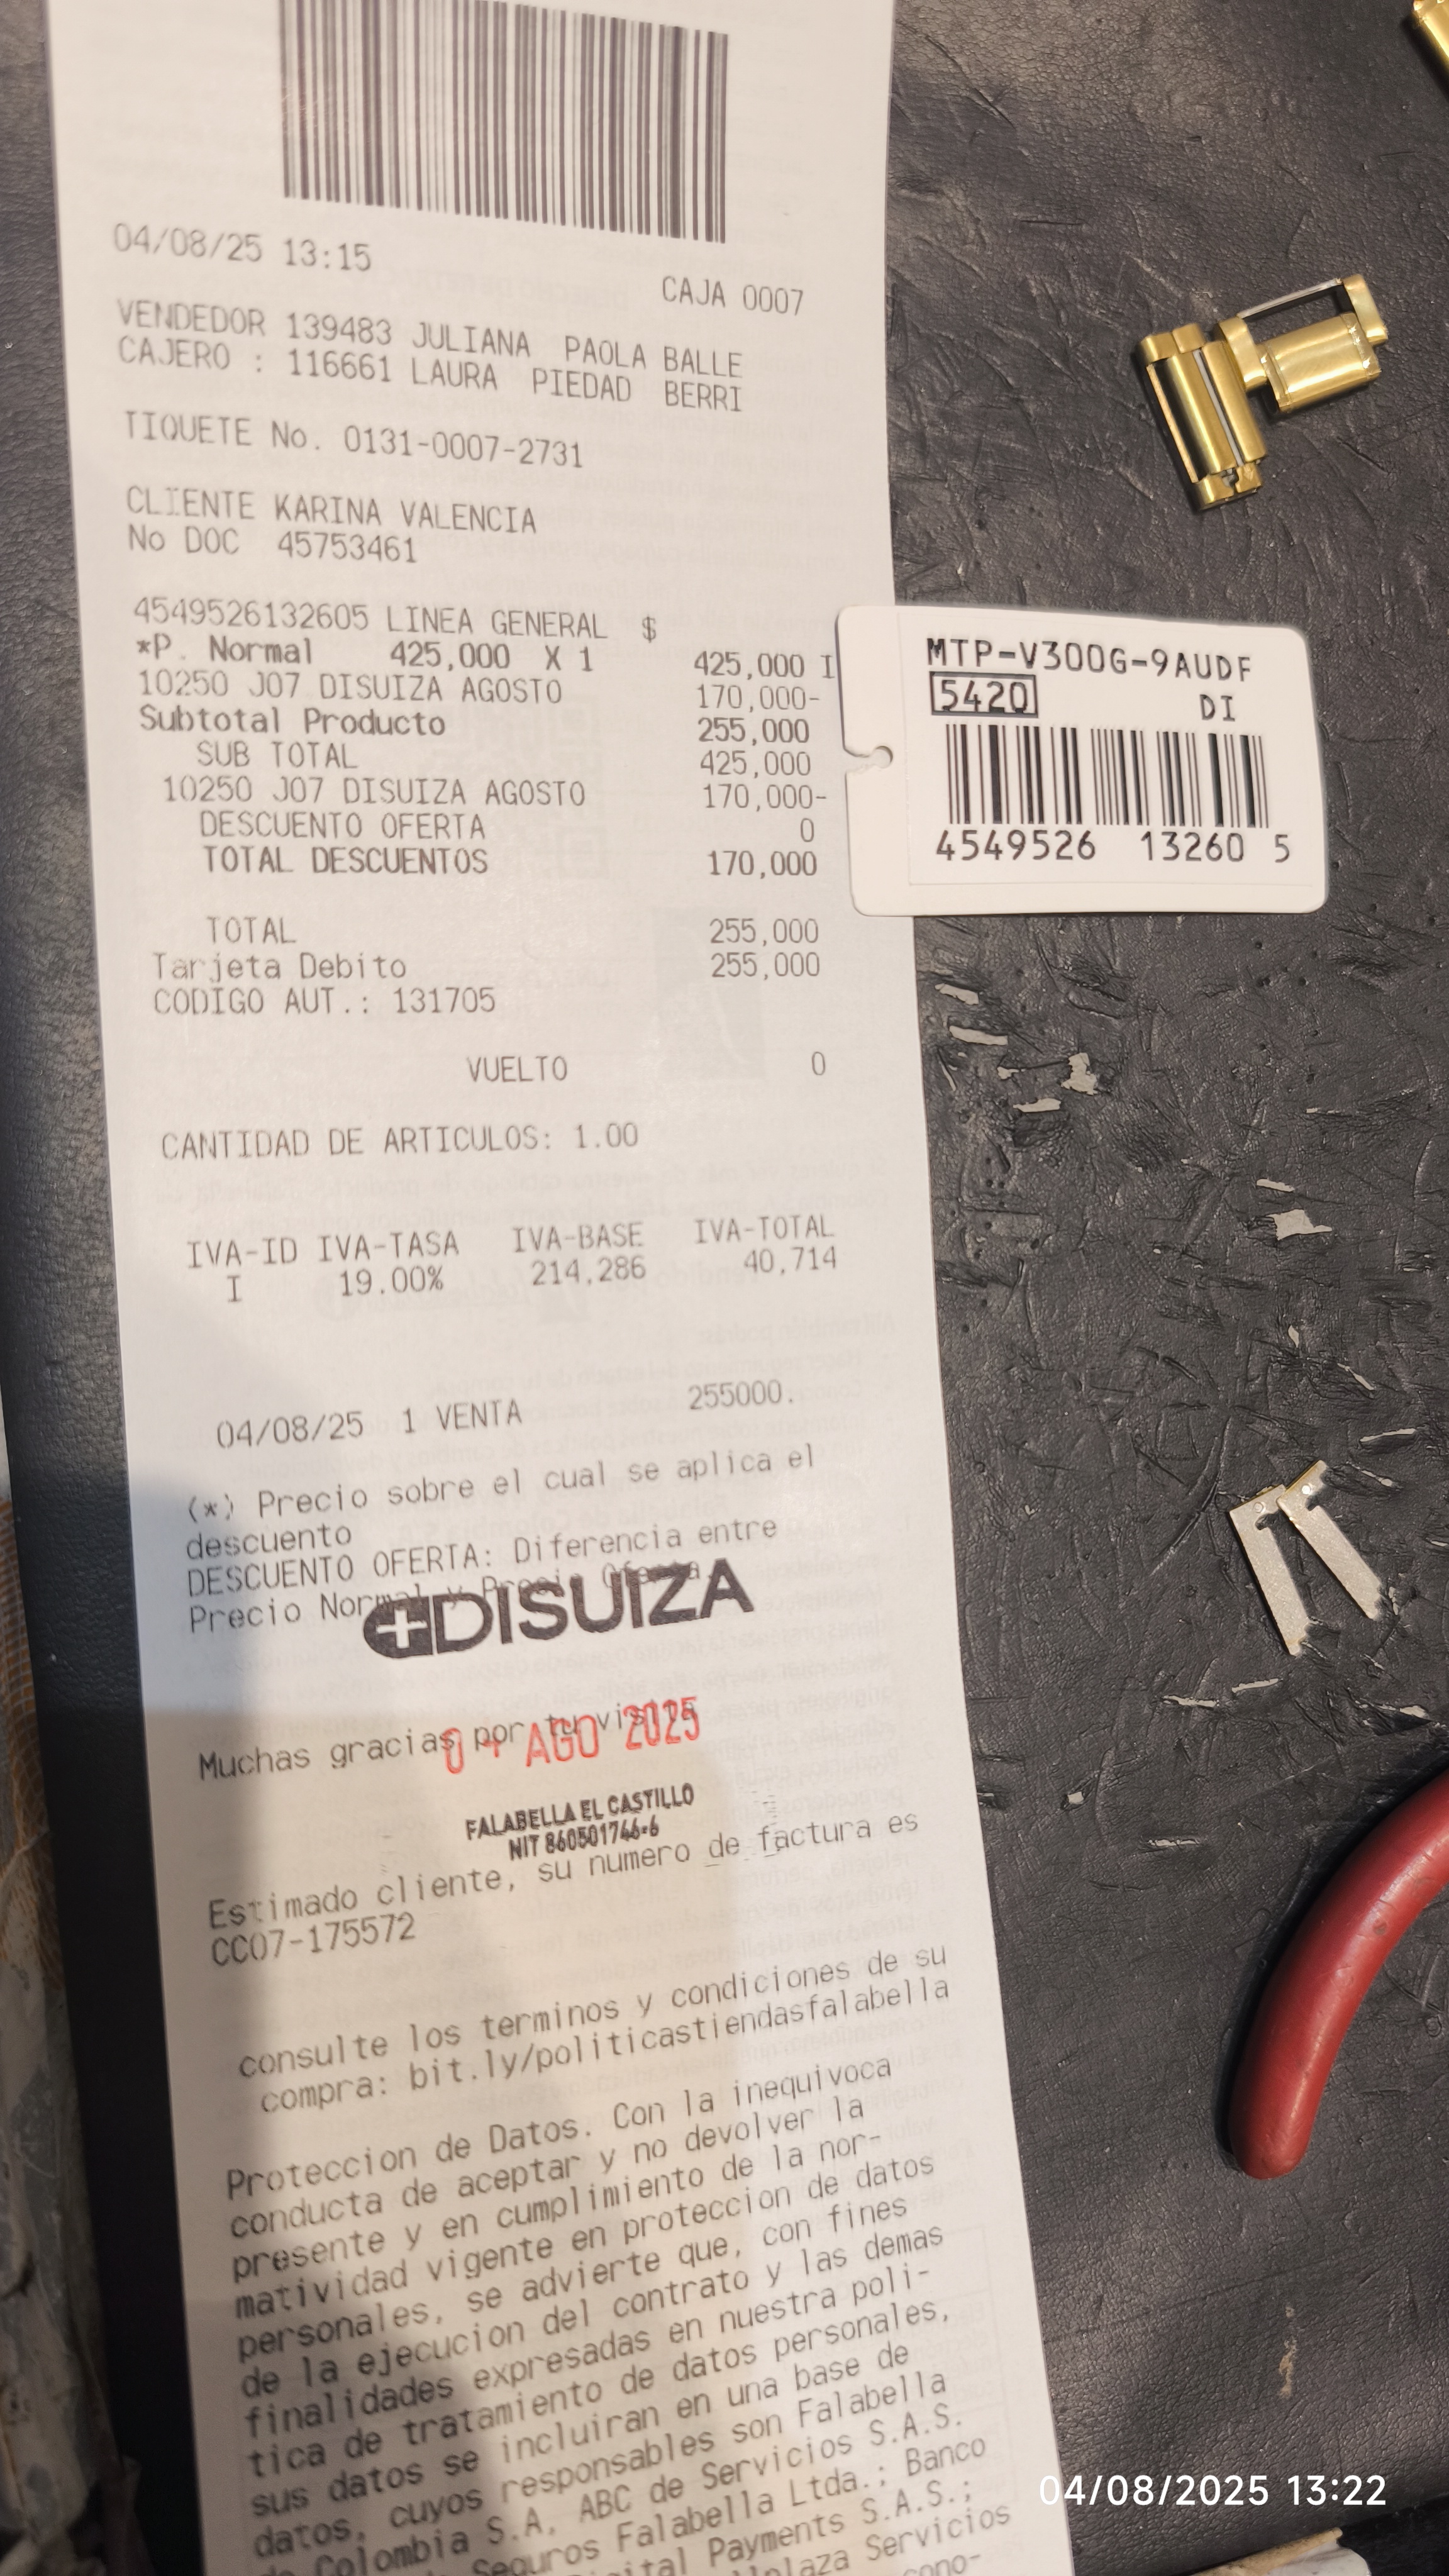 04/08/25 13:15
CAJA 0007
VENDEDOR 139483 JULIANA PAOLA BALLE
CAJERO : 116661 LAURA PIEDAD BERRI
TIQUETE No. 0131-0007-2731
CLIENTE KARINA VALENCIA
No DOC 45753461
4549526132605 LINEA GENERAL $
*P. Normal 425,000 X 1 425,000 I
10250 J07 DISUIZA AGOSTO 170,000-
Subtotal Producto 255,000
SUB TOTAL 425,000
10250 J07 DISUIZA AGOSTO 170,000-
DESCUENTO OFERTA 0
TOTAL DESCUENTOS 170,000
TOTAL 255,000
Tarjeta Debito 255,000
CODIGO AUT.: 131705
VUELTO 0
CANTIDAD DE ARTICULOS: 1.00
IVA-ID IVA-TASA IVA-BASE IVA-TOTAL
I 19.00% 214,286 40,714
04/08/25 1 VENTA 255000.
(*) Precio sobre el cual se aplica el
descuento
DESCUENTO OFERTA: Diferencia entre
Precio Normal y Precio Oferta.
DISUIZA
Muchas gracias por tu visita
04 AGO 2025
FALABELLA EL CASTILLO
NIT 860501746-6
Estimado cliente, su numero de factura es
CC07-175572
consulte los terminos y condiciones de su
compra: bit.ly/politicastiendasfalabella
Proteccion de Datos. Con la inequivoca
conducta de aceptar y no devolver la
presente y en cumplimiento de la nor-
matividad vigente en proteccion de datos
personales, se advierte que, con fines
de la ejecucion del contrato y las demas
finalidades expresadas en nuestra poli-
tica de tratamiento de datos personales,
sus datos se incluiran en una base de
datos, cuyos responsables son Falabella
de Colombia S.A, ABC de Servicios S.A.S.
Seguros Falabella Ltda.; Banco
Payments S.A.S.;
Servicios
MTP-V300G-9AUDF
5420 DI
4549526 13260 5
04/08/2025 13:22